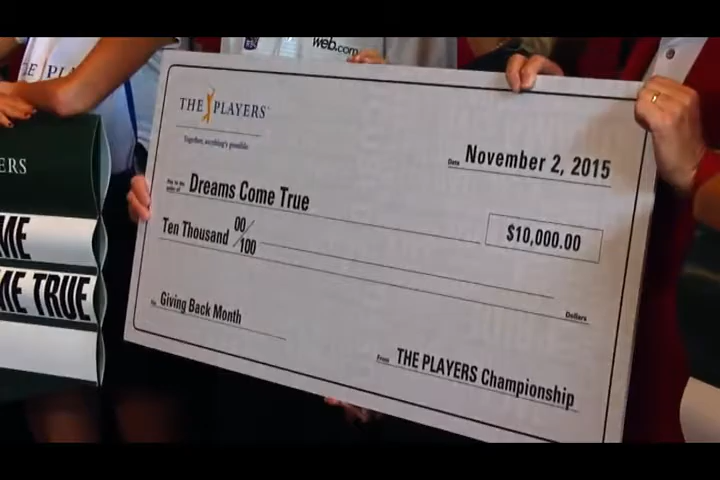 web.com
THE PLAYERS
Together, anything's possible.
Date November 2, 2015
Pay to the order of Dreams Come True
$10,000.00
Ten Thousand 00/100
Dollars
Giving Back Month
From THE PLAYERS Championship
THE PL
ERS
ME
ME TRUE